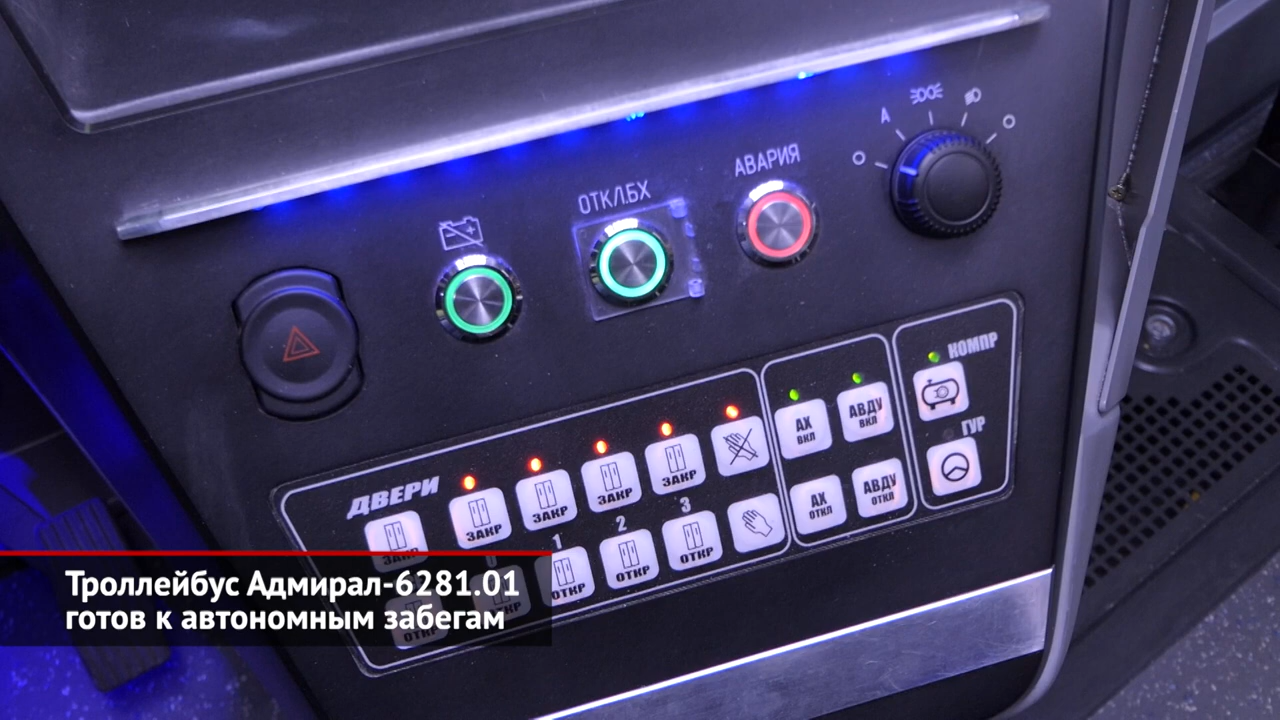 A
АВАРИЯ
ОТКЛ.БХ
КОМПР
ГУР
АХ
ВКЛ
АВДУ
ВКЛ
АХ
ОТКЛ
АВДУ
ОТКЛ
ДВЕРИ
ЗАКР
ЗАКР
ЗАКР
ЗАКР
ЗАКР
0
1
2
3
ОТКР
ОТКР
ОТКР
ОТКР
ОТКР
Троллейбус Адмирал-6281.01
готов к автономным забегам